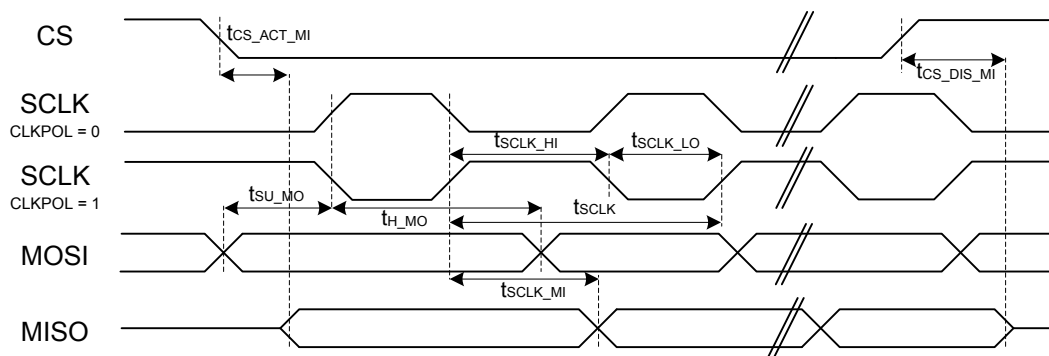 CS
tCS_ACT_MI
tCS_DIS_MI
SCLK
CLKPOL = 0
tSCLK_HI
tSCLK_LO
SCLK
CLKPOL = 1
tSU_MO
tH_MO
tSCLK
MOSI
tSCLK_MI
MISO